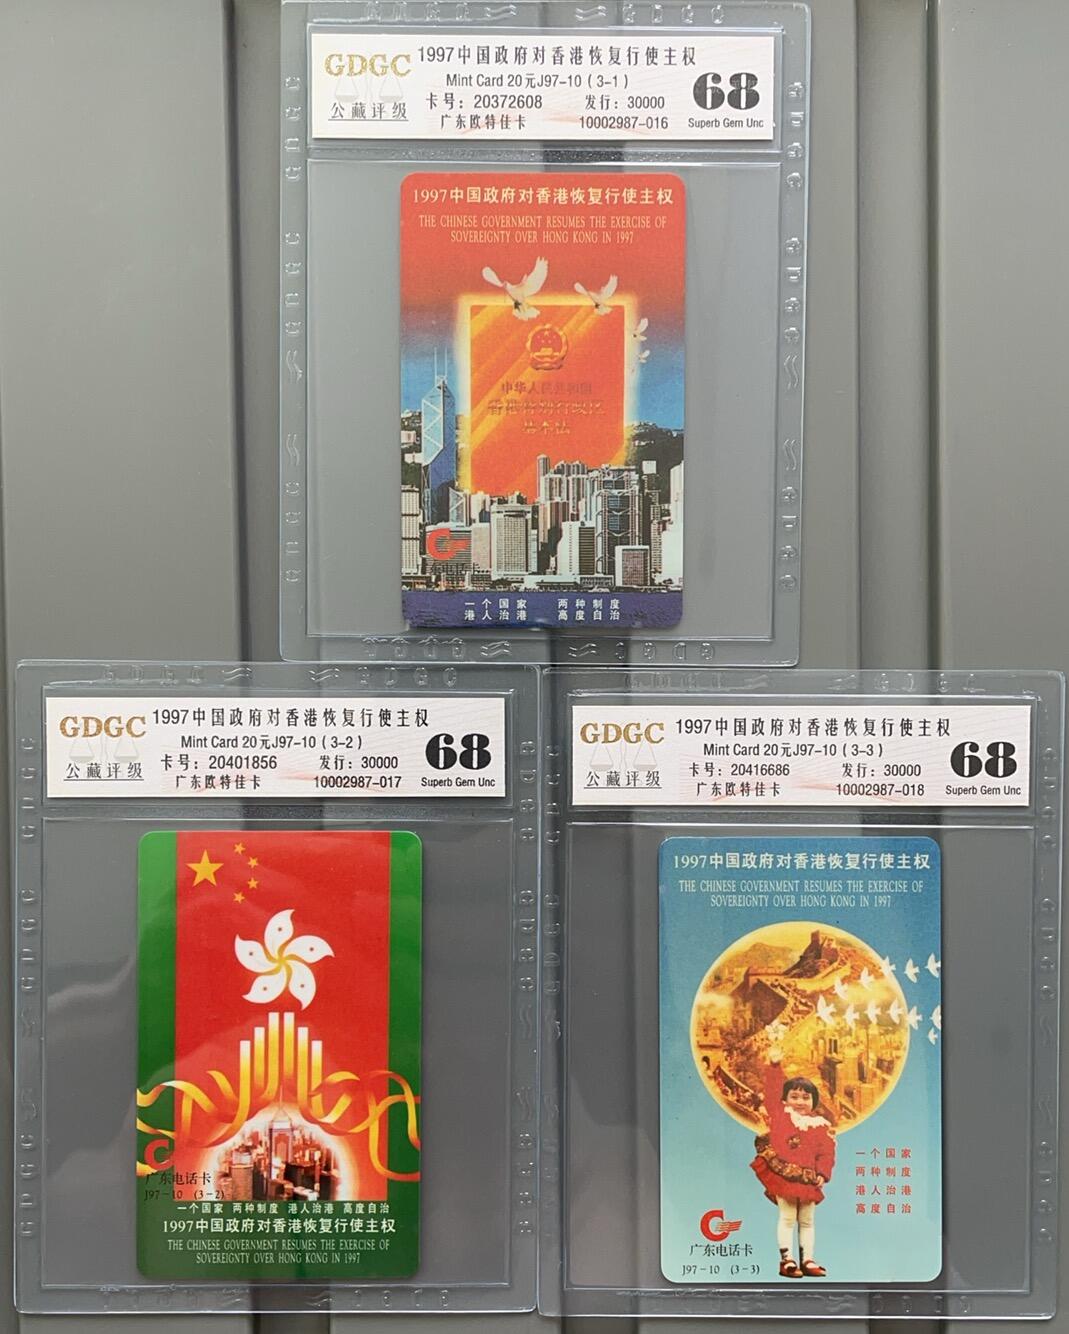 GDGC
公藏评级
1997中国政府对香港恢复行使主权
Mint Card 20元J97-10 ( 3-1 )
卡号： 20372608 发行： 30000
广东欧特佳卡 10002987-016
68
Superb Gem Unc
1997中国政府对香港恢复行使主权
THE CHINESE GOVERNMENT RESUMES THE EXERCISE OF
SOVEREIGNTY OVER HONG KONG IN 1997
中华人民共和国
香港特别行政区
基本法
广东电话卡
一个国家 两种制度
港人治港 高度自治
GDGC
公藏评级
1997中国政府对香港恢复行使主权
Mint Card 20元J97-10 ( 3-2 )
卡号： 20401856 发行： 30000
广东欧特佳卡 10002987-017
68
Superb Gem Unc
广东电话卡
J97-10 (3-2)
一个国家 两种制度 港人治港 高度自治
1997中国政府对香港恢复行使主权
THE CHINESE GOVERNMENT RESUMES THE EXERCISE OF
SOVEREIGNTY OVER HONG KONG IN 1997
GDGC
公藏评级
1997中国政府对香港恢复行使主权
Mint Card 20元J97-10 ( 3-3 )
卡号： 20416686 发行： 30000
广东欧特佳卡 10002987-018
68
Superb Gem Unc
1997中国政府对香港恢复行使主权
THE CHINESE GOVERNMENT RESUMES THE EXERCISE OF
SOVEREIGNTY OVER HONG KONG IN 1997
一个国家
两种制度
港人治港
高度自治
广东电话卡
J97-10 (3-3)